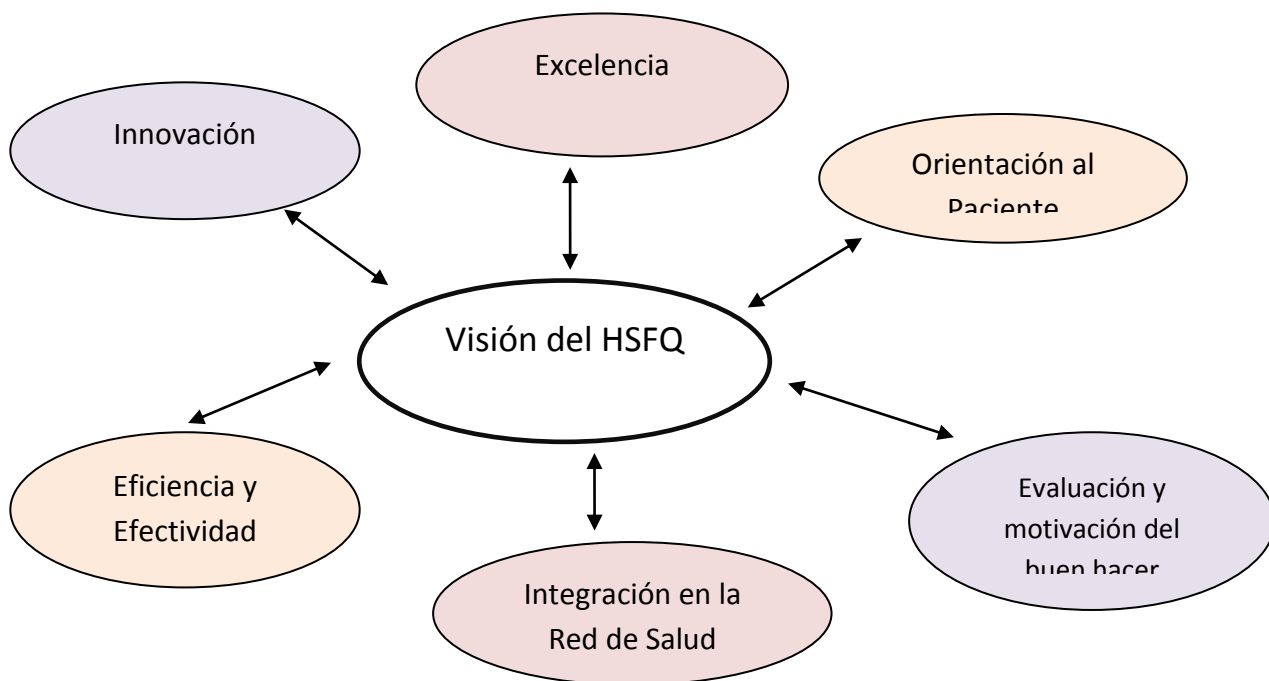 Excelencia
Innovación
Orientación al
Paciente
Visión del HSFQ
Eficiencia y
Efectividad
Evaluación y
motivación del
buen hacer
Integración en la
Red de Salud